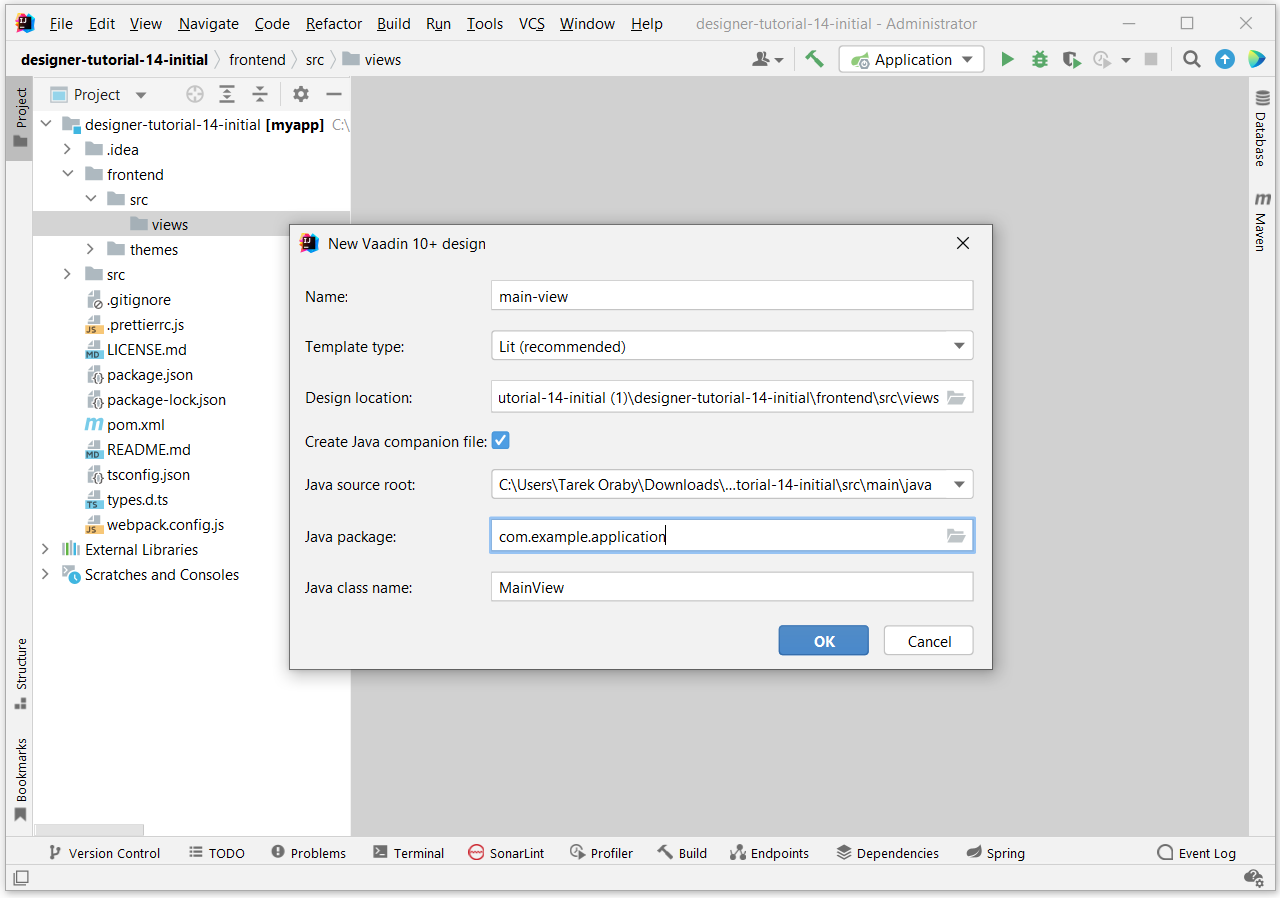 File Edit View Navigate Code Refactor Build Run Tools VCS Window Help designer-tutorial-14-initial - Administrator
designer-tutorial-14-initial frontend src views
Application
Project
Project
designer-tutorial-14-initial [myapp] C:\
.idea
frontend
src
views
themes
src
.gitignore
.prettierrc.js
LICENSE.md
package.json
package-lock.json
pom.xml
README.md
tsconfig.json
types.d.ts
webpack.config.js
External Libraries
Scratches and Consoles
Structure
Bookmarks
New Vaadin 10+ design
Name: main-view
Template type: Lit (recommended)
Design location: utorial-14-initial (1)\designer-tutorial-14-initial\frontend\src\views
Create Java companion file:
Java source root: C:\Users\Tarek Oraby\Downloads\...torial-14-initial\src\main\java
Java package: com.example.application
Java class name: MainView
OK Cancel
Database
m
Maven
Version Control TODO Problems Terminal SonarLint Profiler Build Endpoints Dependencies Spring Event Log